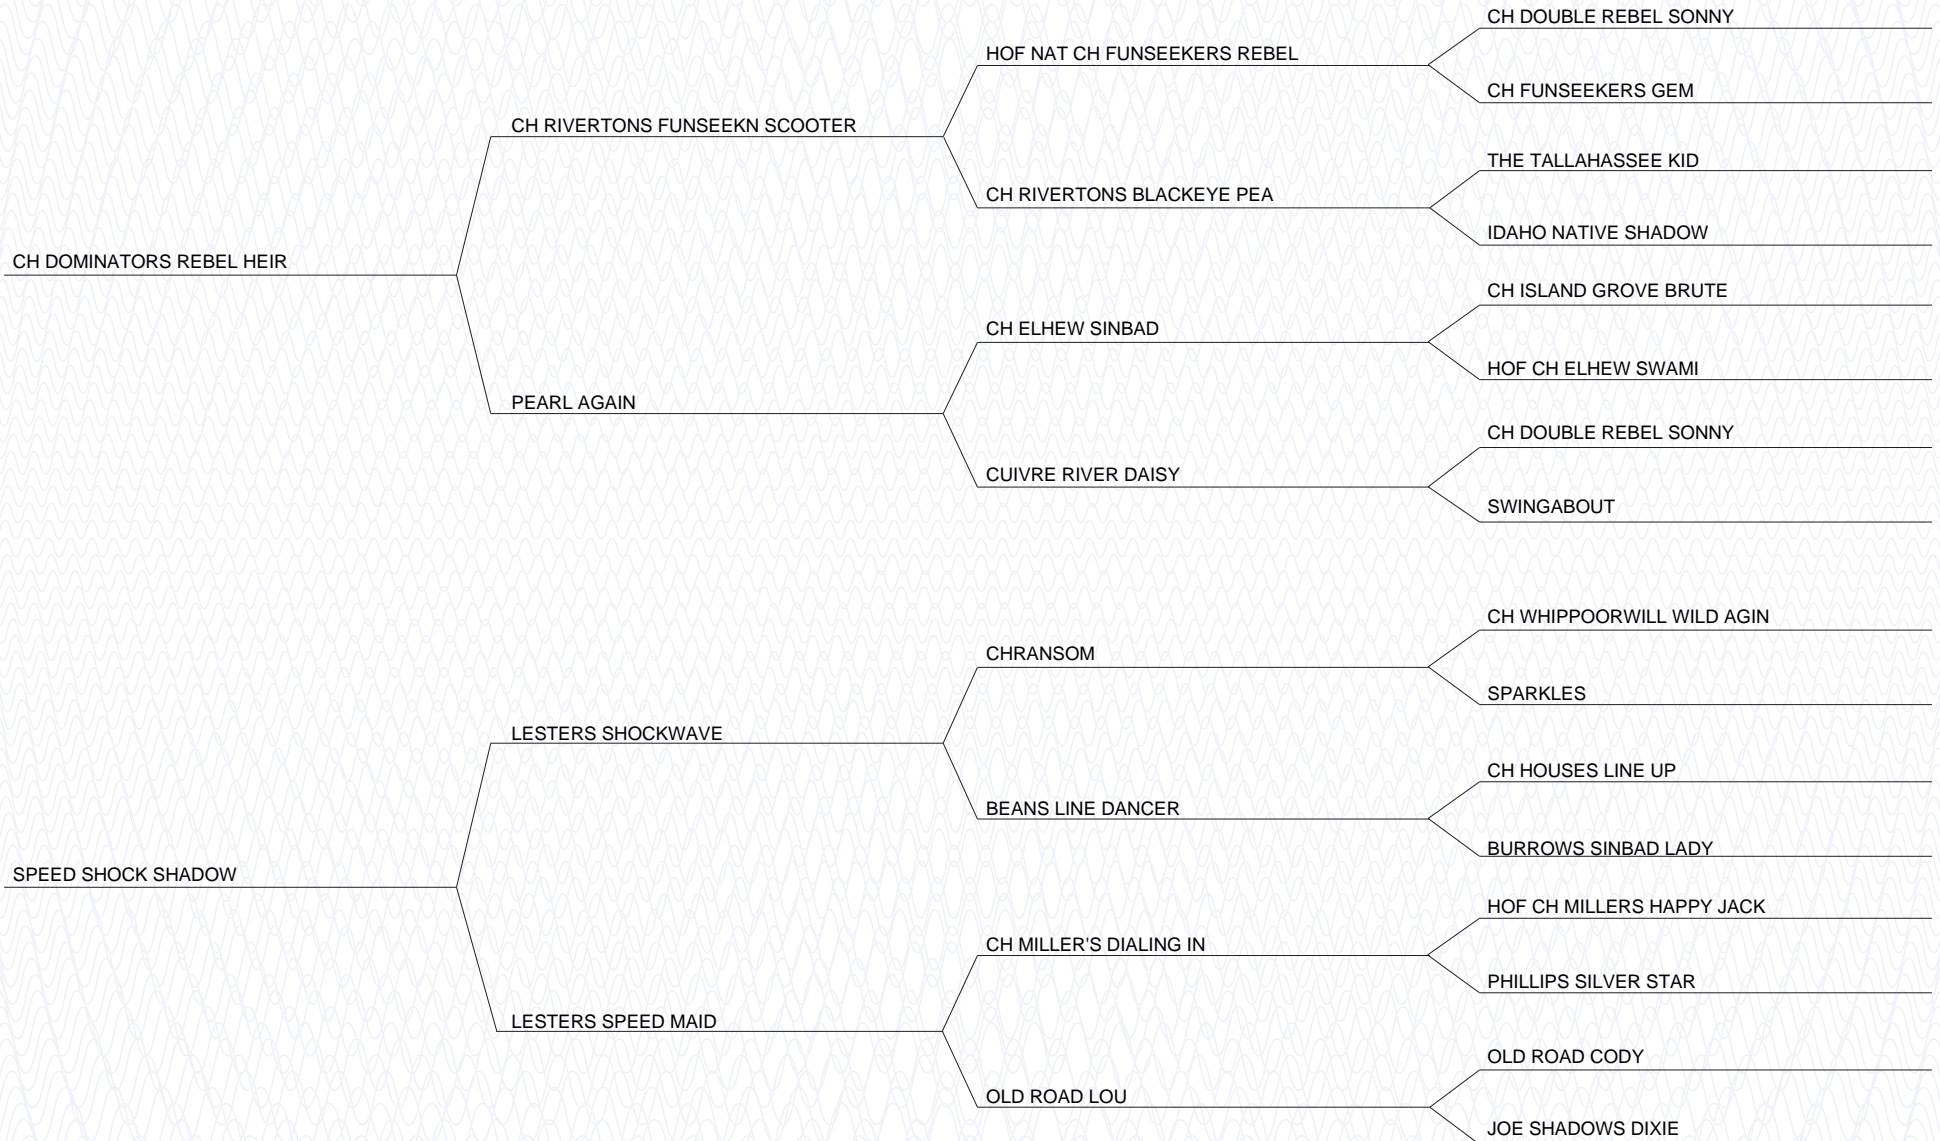 CH DOUBLE REBEL SONNY
HOF NAT CH FUNSEEKERS REBEL
CH FUNSEEKERS GEM
CH RIVERTONS FUNSEEKN SCOOTER
THE TALLAHASSEE KID
CH RIVERTONS BLACKEYE PEA
IDAHO NATIVE SHADOW
CH DOMINATORS REBEL HEIR
CH ISLAND GROVE BRUTE
CH ELHEW SINBAD
HOF CH ELHEW SWAMI
PEARL AGAIN
CH DOUBLE REBEL SONNY
CUIVRE RIVER DAISY
SWINGABOUT
CH WHIPPOORWILL WILD AGIN
CHRANSOM
SPARKLES
LESTERS SHOCKWAVE
CH HOUSES LINE UP
BEANS LINE DANCER
BURROWS SINBAD LADY
SPEED SHOCK SHADOW
HOF CH MILLERS HAPPY JACK
CH MILLER'S DIALING IN
PHILLIPS SILVER STAR
LESTERS SPEED MAID
OLD ROAD CODY
OLD ROAD LOU
JOE SHADOWS DIXIE